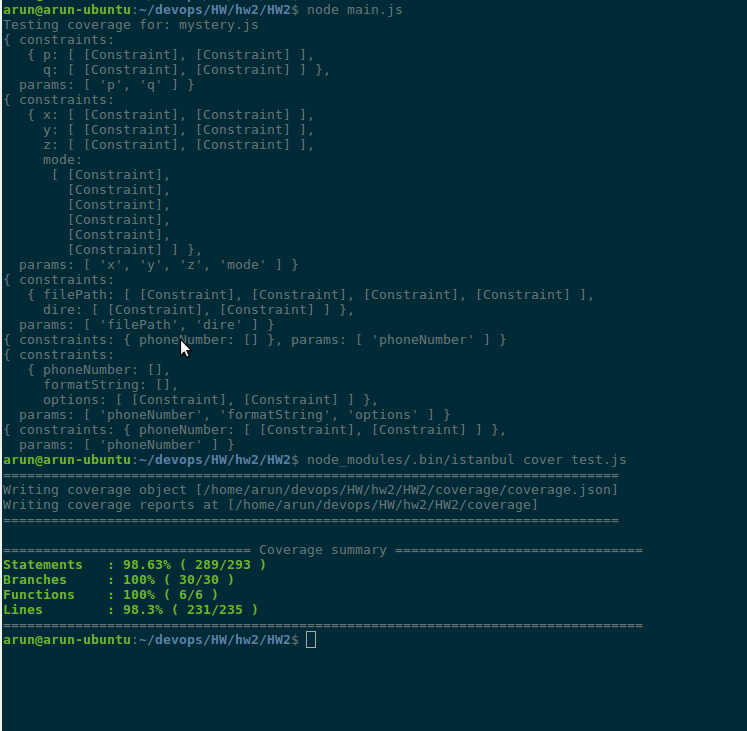 arun@arun-ubuntu:~/devops/HW/hw2/HW2$ node main.js
Testing coverage for: mystery.js
{ constraints:
   { p: [ [Constraint], [Constraint] ],
     q: [ [Constraint], [Constraint] ] },
  params: [ 'p', 'q' ] }
{ constraints:
   { x: [ [Constraint], [Constraint] ],
     y: [ [Constraint], [Constraint] ],
     z: [ [Constraint], [Constraint] ],
     mode:
      [ [Constraint],
        [Constraint],
        [Constraint],
        [Constraint],
        [Constraint],
        [Constraint] ] },
  params: [ 'x', 'y', 'z', 'mode' ] }
{ constraints:
   { filePath: [ [Constraint], [Constraint], [Constraint], [Constraint] ],
     dire: [ [Constraint], [Constraint] ] },
  params: [ 'filePath', 'dire' ] }
{ constraints: { phoneNumber: [] }, params: [ 'phoneNumber' ] }
{ constraints:
   { phoneNumber: [],
     formatString: [],
     options: [ [Constraint], [Constraint] ] },
  params: [ 'phoneNumber', 'formatString', 'options' ] }
{ constraints: { phoneNumber: [ [Constraint], [Constraint] ] },
  params: [ 'phoneNumber' ] }
arun@arun-ubuntu:~/devops/HW/hw2/HW2$ node_modules/.bin/istanbul cover test.js
=============================================================================
Writing coverage object [/home/arun/devops/HW/hw2/HW2/coverage/coverage.json]
Writing coverage reports at [/home/arun/devops/HW/hw2/HW2/coverage]
=============================================================================

=============================== Coverage summary ===============================
Statements   : 98.63% ( 289/293 )
Branches     : 100% ( 30/30 )
Functions    : 100% ( 6/6 )
Lines        : 98.3% ( 231/235 )
================================================================================
arun@arun-ubuntu:~/devops/HW/hw2/HW2$